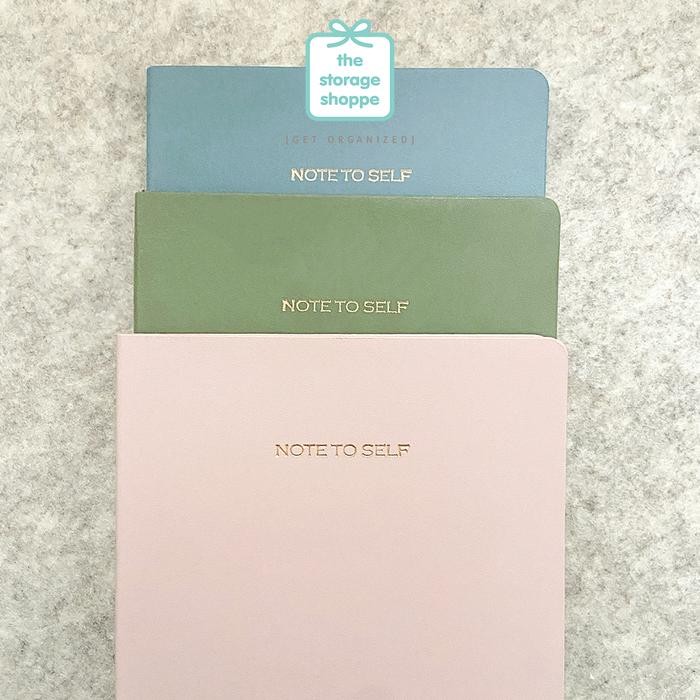 the
storage
shoppe
[GET ORGANIZED]
NOTE TO SELF
NOTE TO SELF
NOTE TO SELF